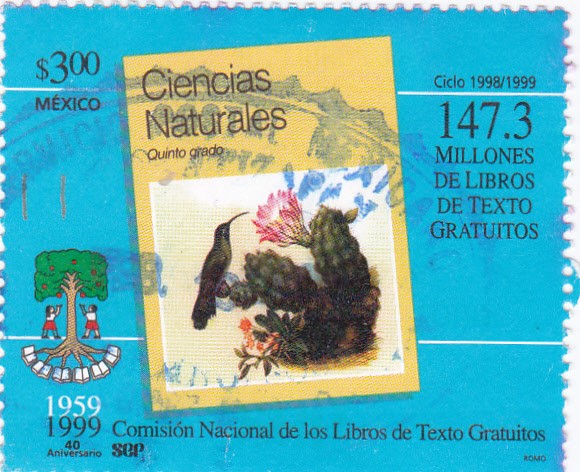 $3.00
MÉXICO
Ciencias
Naturales
Quinto grado
Ciclo 1998/1999
147.3
MILLONES
DE LIBROS
DE TEXTO
GRATUITOS
1959
1999
40
Aniversario
SEP
Comisión Nacional de los Libros de Texto Gratuitos
ROMO